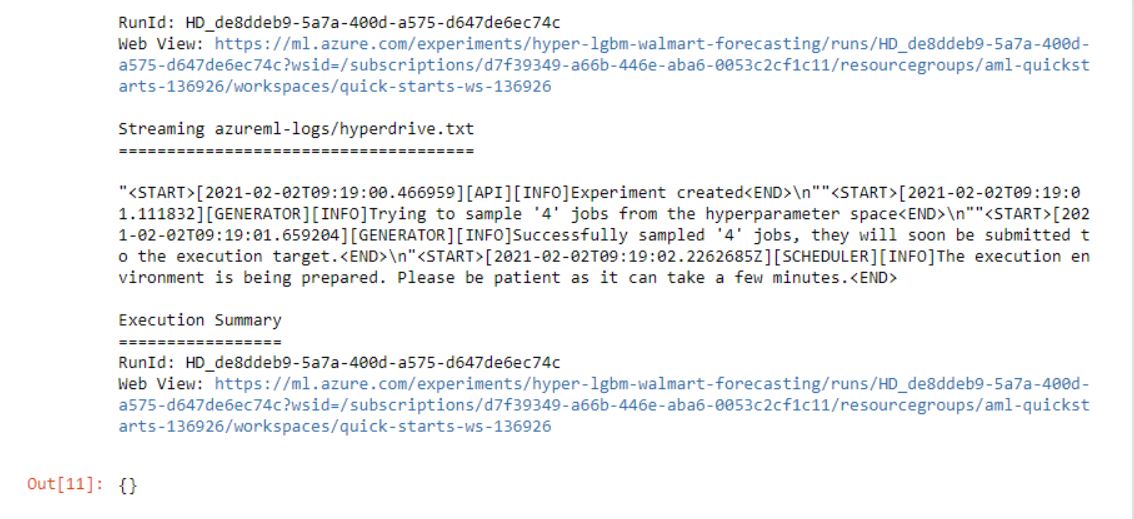 RunId: HD_de8ddeb9-5a7a-400d-a575-d647de6ec74c
Web View: https://ml.azure.com/experiments/hyper-lgbm-walmart-forecasting/runs/HD_de8ddeb9-5a7a-400d-
a575-d647de6ec74c?wsid=/subscriptions/d7f39349-a66b-446e-aba6-0053c2cf1c11/resourcegroups/aml-quickst
arts-136926/workspaces/quick-starts-ws-136926
Streaming azureml-logs/hyperdrive.txt
=====================================
"<START>[2021-02-02T09:19:00.466959][API][INFO]Experiment created<END>\n""<START>[2021-02-02T09:19:0
1.111832][GENERATOR][INFO]Trying to sample '4' jobs from the hyperparameter space<END>\n""<START>[202
1-02-02T09:19:01.659204][GENERATOR][INFO]Successfully sampled '4' jobs, they will soon be submitted t
o the execution target.<END>\n"<START>[2021-02-02T09:19:02.2262685Z][SCHEDULER][INFO]The execution en
vironment is being prepared. Please be patient as it can take a few minutes.<END>
Execution Summary
=================
RunId: HD_de8ddeb9-5a7a-400d-a575-d647de6ec74c
Web View: https://ml.azure.com/experiments/hyper-lgbm-walmart-forecasting/runs/HD_de8ddeb9-5a7a-400d-
a575-d647de6ec74c?wsid=/subscriptions/d7f39349-a66b-446e-aba6-0053c2cf1c11/resourcegroups/aml-quickst
arts-136926/workspaces/quick-starts-ws-136926
Out[11]: {}